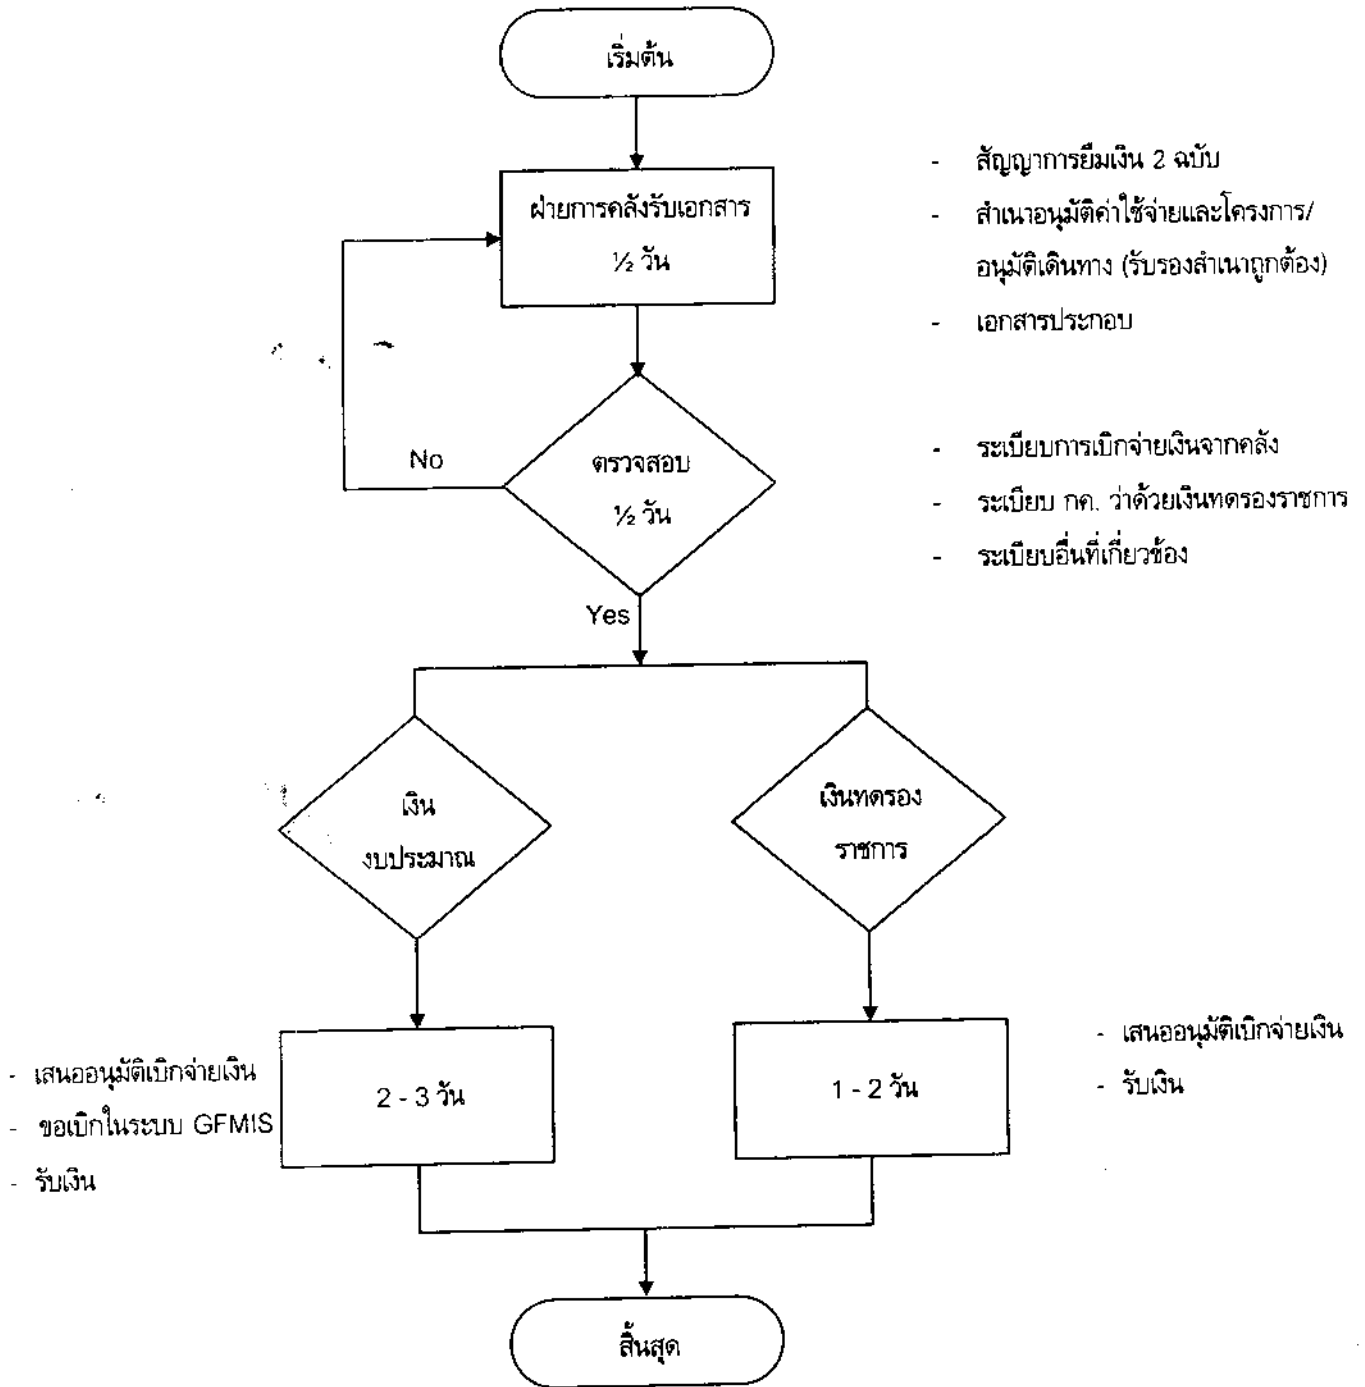 เริ่มต้น
ฝ่ายการคลังรับเอกสาร
½ วัน
- สัญญาการยืมเงิน 2 ฉบับ
- สำเนาอนุมัติค่าใช้จ่ายและโครงการ/
อนุมัติเดินทาง (รับรองสำเนาถูกต้อง)
- เอกสารประกอบ
No
ตรวจสอบ
½ วัน
- ระเบียบการเบิกจ่ายเงินจากคลัง
- ระเบียบ กค. ว่าด้วยเงินทดรองราชการ
- ระเบียบอื่นที่เกี่ยวข้อง
Yes
เงิน
งบประมาณ
เงินทดรอง
ราชการ
- เสนออนุมัติเบิกจ่ายเงิน
- ขอเบิกในระบบ GFMIS
- รับเงิน
2 - 3 วัน
1 - 2 วัน
- เสนออนุมัติเบิกจ่ายเงิน
- รับเงิน
สิ้นสุด